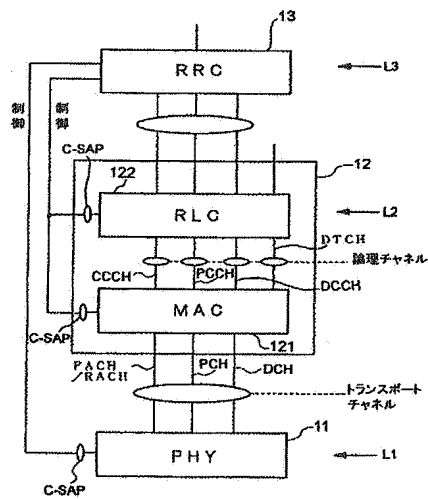 13
RRC
L3
制御
制御
C-SAP
12
122
RLC
L2
DTCH
論理チャネル
CCCH
PCCH
DCCH
MAC
C-SAP
121
FACH
/RACH
PCH
DCH
トランスポート
チャネル
11
PHY
L1
C-SAP